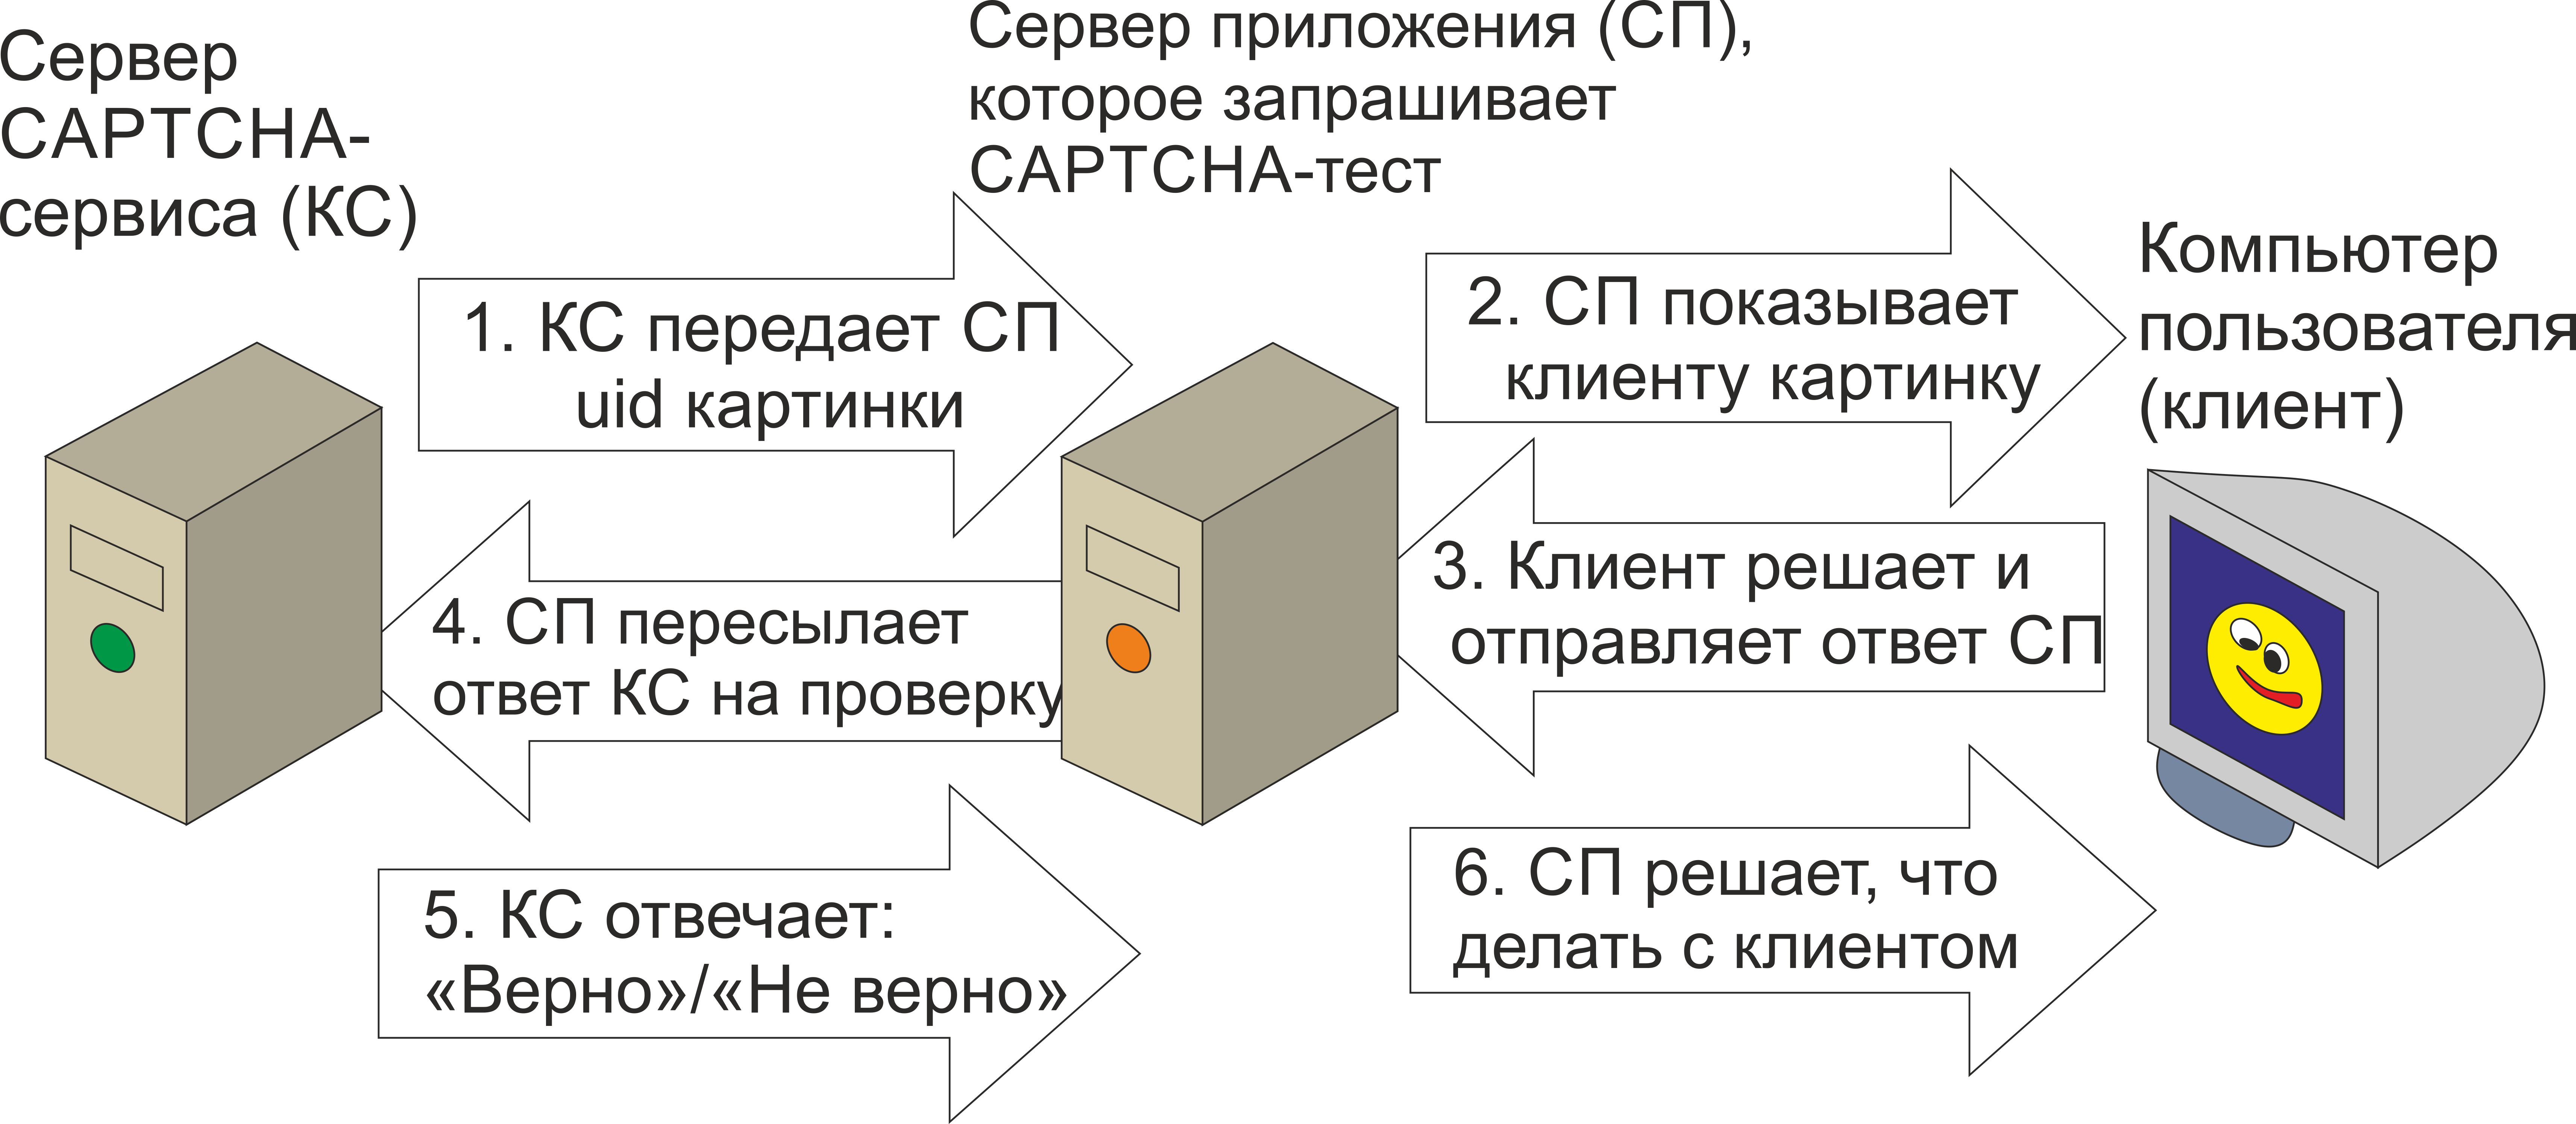 Сервер
CAPTCHA-
сервиса (КС)
Сервер приложения (СП),
которое запрашивает
CAPTCHA-тест
Компьютер
пользователя
(клиент)
1. КС передает СП
uid картинки
2. СП показывает
клиенту картинку
3. Клиент решает и
отправляет ответ СП
4. СП пересылает
ответ КС на проверку
5. КС отвечает:
«Верно»/«Не верно»
6. СП решает, что
делать с клиентом